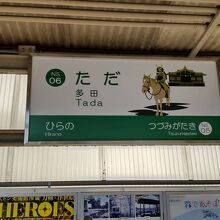 NS
06
ただ
多田
Tada
ひらの
Hirano
つづみがたき
Tsuzumigataki
NS
05
HEROES